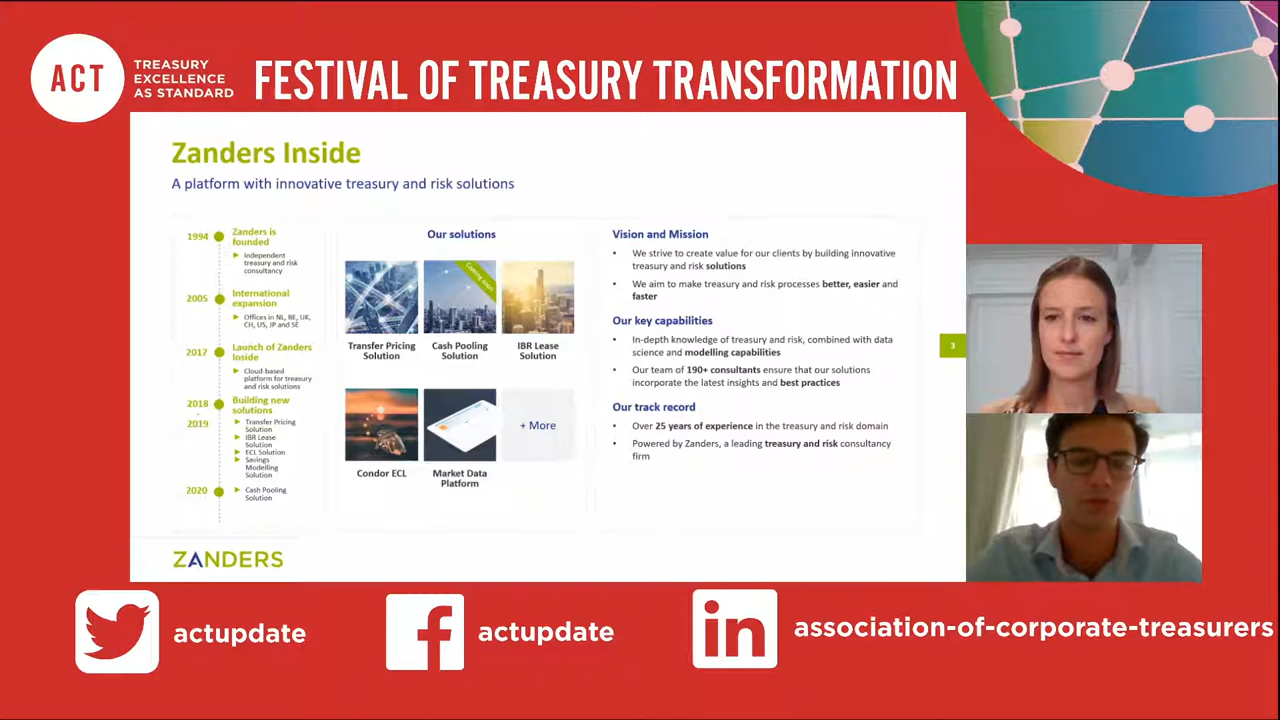 ACT
TREASURY
EXCELLENCE
AS STANDARD
FESTIVAL OF TREASURY TRANSFORMATION
Zanders Inside
A platform with innovative treasury and risk solutions
1994
Zanders is
founded
Independent
treasury and risk
consultancy
2005
International
expansion
Offices in NL, BE, UK,
CH, US, JP and SE
2017
Launch of Zanders
Inside
Cloud-based
platform for treasury
and risk solutions
2018
-
2019
Building new
solutions
Transfer Pricing
Solution
IBR Lease
Solution
ECL Solution
Savings
Modelling
Solution
2020
Cash Pooling
Solution
Our solutions
Coming soon
Transfer Pricing
Solution
Cash Pooling
Solution
IBR Lease
Solution
Condor ECL
Market Data
Platform
+ More
Vision and Mission
• We strive to create value for our clients by building innovative
treasury and risk solutions
• We aim to make treasury and risk processes better, easier and
faster
Our key capabilities
• In-depth knowledge of treasury and risk, combined with data
science and modelling capabilities
• Our team of 190+ consultants ensure that our solutions
incorporate the latest insights and best practices
Our track record
• Over 25 years of experience in the treasury and risk domain
• Powered by Zanders, a leading treasury and risk consultancy
firm
3
ZANDERS
actupdate
f
actupdate
in
association-of-corporate-treasurers